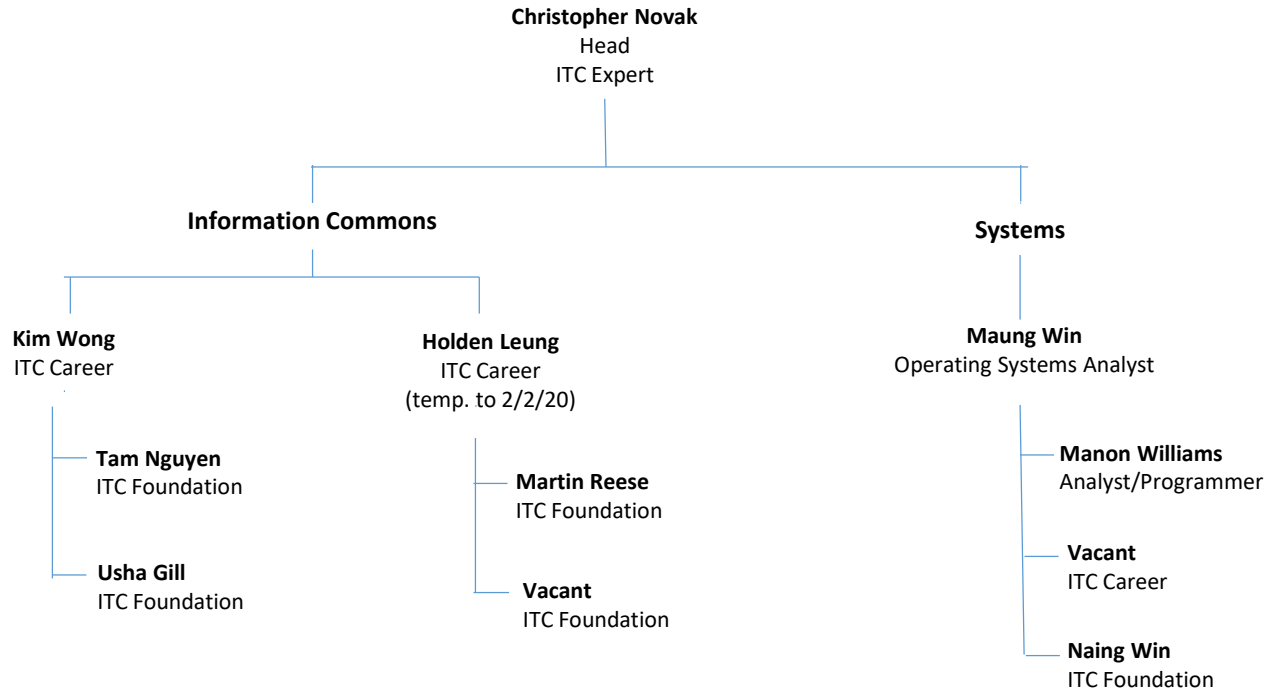 Christopher Novak
Head
ITC Expert
Information Commons
Systems
Kim Wong
ITC Career
Tam Nguyen
ITC Foundation
Usha Gill
ITC Foundation
Holden Leung
ITC Career
(temp. to 2/2/20)
Martin Reese
ITC Foundation
Vacant
ITC Foundation
Maung Win
Operating Systems Analyst
Manon Williams
Analyst/Programmer
Vacant
ITC Career
Naing Win
ITC Foundation